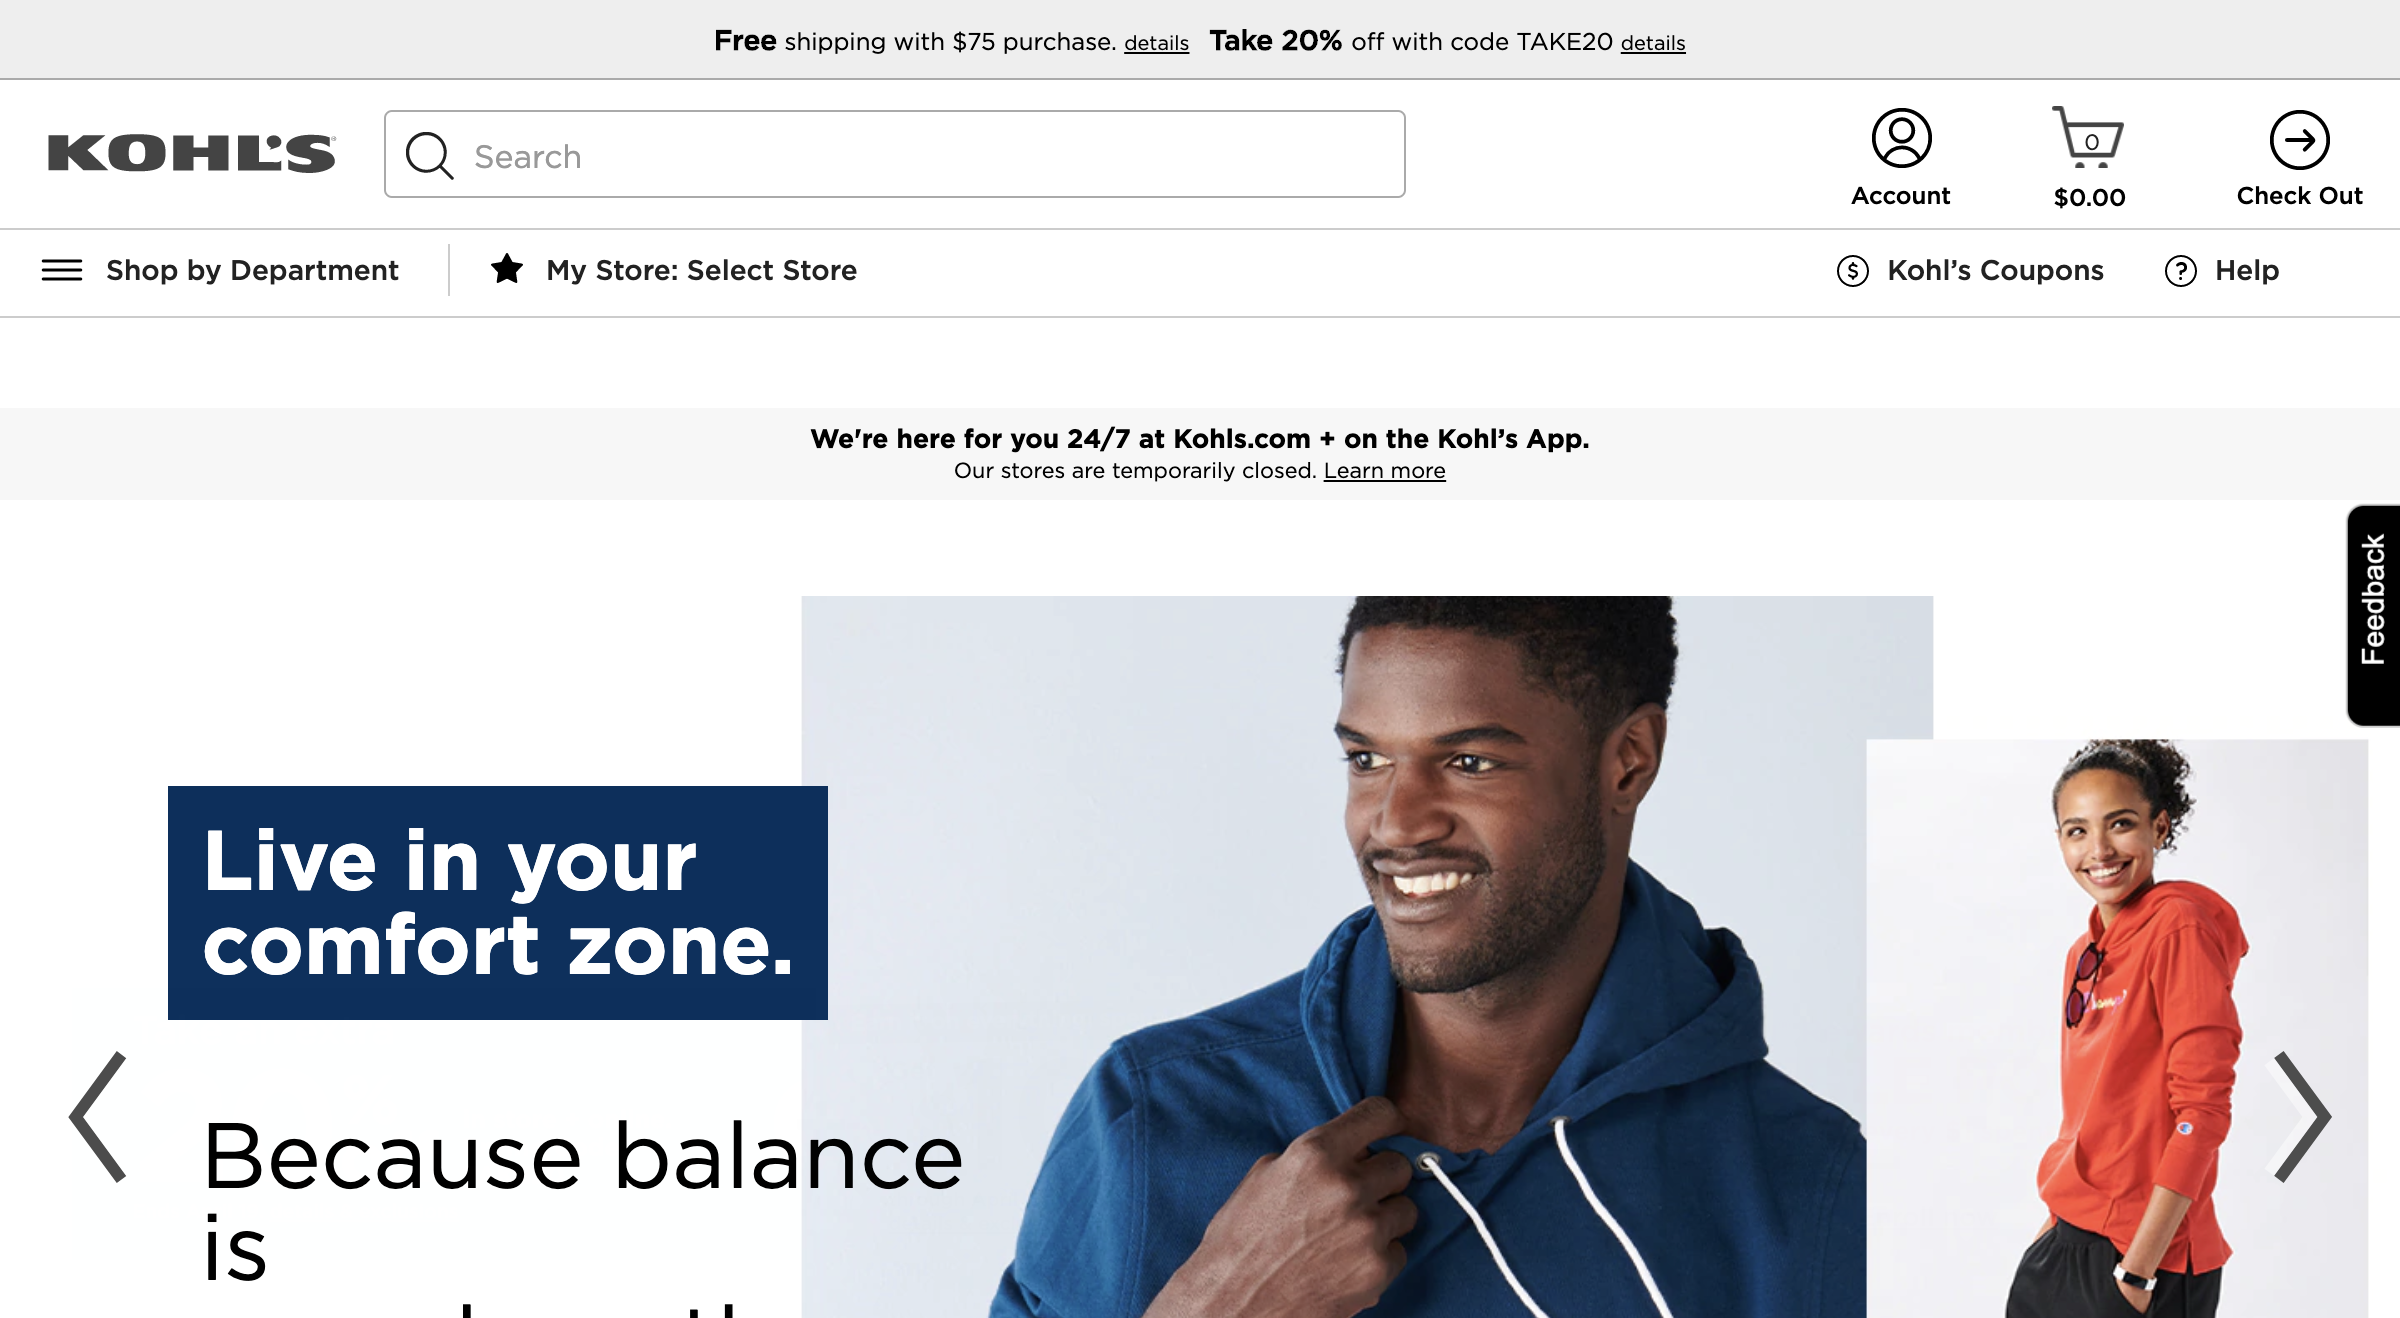 Free shipping with $75 purchase. details Take 20% off with code TAKE20 details
KOHL'S
Search
0
Account
$0.00
Check Out
Shop by Department
My Store: Select Store
Kohl’s Coupons
Help
We're here for you 24/7 at Kohls.com + on the Kohl’s App.
Our stores are temporarily closed. Learn more
Feedback
Live in your
comfort zone.
Because balance
is